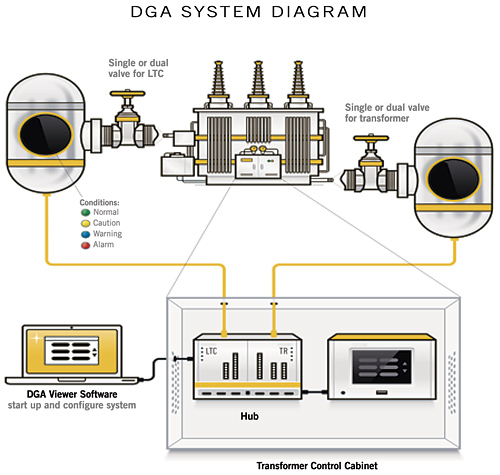 DGA SYSTEM DIAGRAM
Single or dual
valve for LTC
Single or dual valve
for transformer
Conditions:
Normal
Caution
Warning
Alarm
LTC
TR
DGA Viewer Software
start up and configure system
Hub
Transformer Control Cabinet